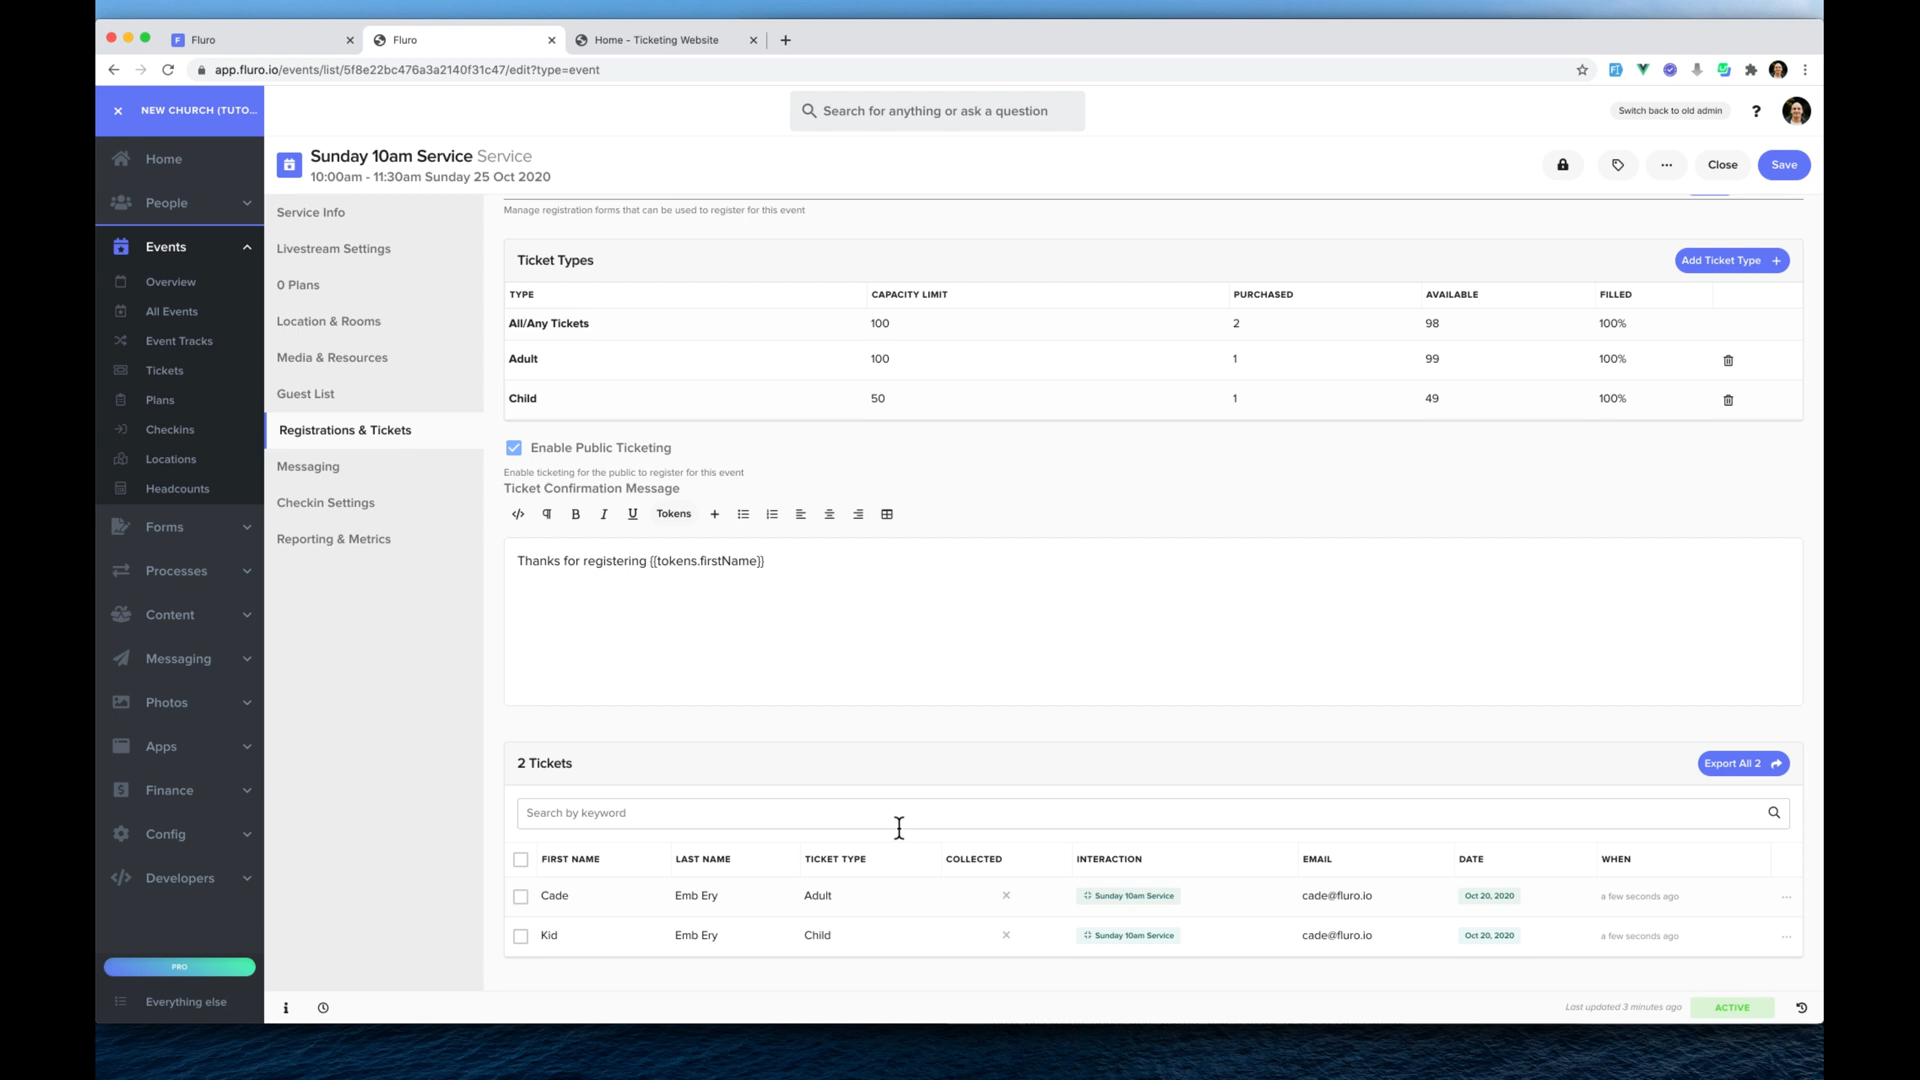 Fluro
Fluro
Home - Ticketing Website
app.fluro.io/events/list/5f8e22bc476a3a2140f31c47/edit?type=event
NEW CHURCH (TUTO...
Search for anything or ask a question
Switch back to old admin
?
Sunday 10am Service Service
10:00am - 11:30am Sunday 25 Oct 2020
Close
Save
Home
People
Events
Overview
All Events
Event Tracks
Tickets
Plans
Checkins
Locations
Headcounts
Forms
Processes
Content
Messaging
Photos
Apps
Finance
Config
Developers
PRO
Everything else
Service Info
Livestream Settings
0 Plans
Location & Rooms
Media & Resources
Guest List
Registrations & Tickets
Messaging
Checkin Settings
Reporting & Metrics
Manage registration forms that can be used to register for this event
Ticket Types
Add Ticket Type +
TYPE CAPACITY LIMIT PURCHASED AVAILABLE FILLED
All/Any Tickets 100 2 98 100%
Adult 100 1 99 100%
Child 50 1 49 100%
Enable Public Ticketing
Enable ticketing for the public to register for this event
Ticket Confirmation Message
B I U Tokens +
Thanks for registering {{tokens.firstName}}
2 Tickets
Export All 2
Search by keyword
FIRST NAME LAST NAME TICKET TYPE COLLECTED INTERACTION EMAIL DATE WHEN
Cade Emb Ery Adult Sunday 10am Service cade@fluro.io Oct 20, 2020 a few seconds ago
Kid Emb Ery Child Sunday 10am Service cade@fluro.io Oct 20, 2020 a few seconds ago
Last updated 3 minutes ago
ACTIVE